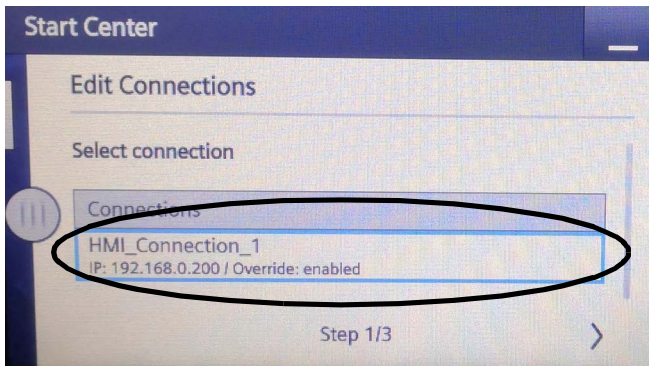 Start Center
Edit Connections
Select connection
Connections
HMI_Connection_1
IP: 192.168.0.200 / Override: enabled
Step 1/3